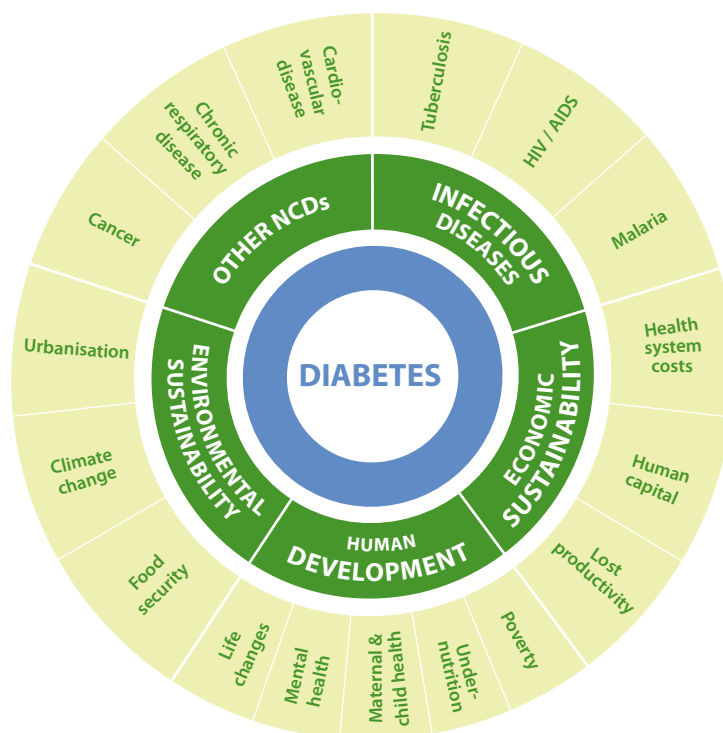 DIABETES
OTHER NCDs
INFECTIOUS
DISEASES
ECONOMIC
SUSTAINABILITY
HUMAN
DEVELOPMENT
ENVIRONMENTAL
SUSTAINABILITY
Cardio-
vascular
disease
Tuberculosis
HIV / AIDS
Malaria
Health
system
costs
Human
capital
Lost
productivity
Poverty
Under-
nutrition
Maternal &
child health
Mental
health
Life
changes
Food
security
Climate
change
Urbanisation
Cancer
Chronic
respiratory
disease